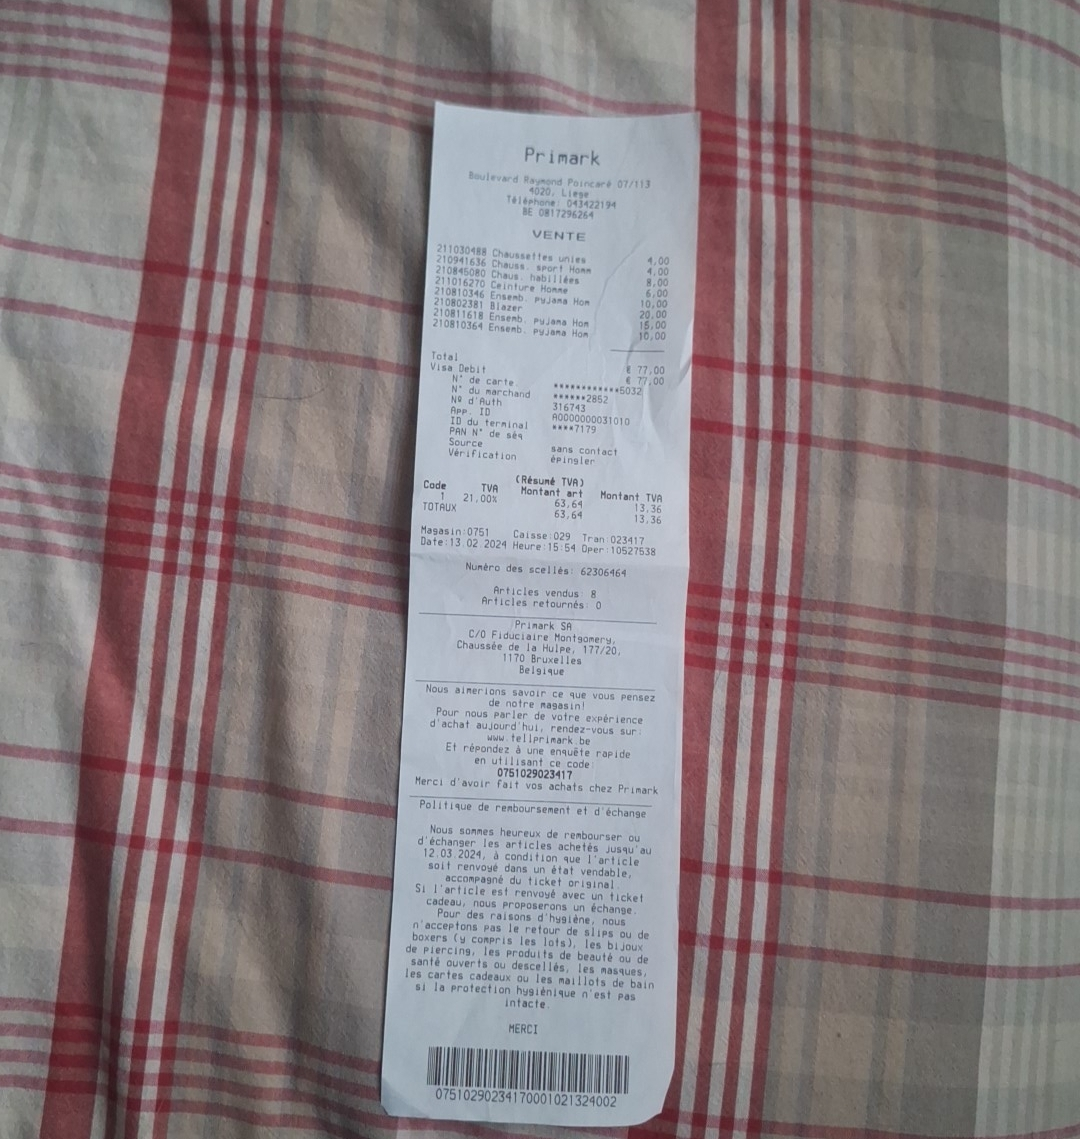 Primark
Boulevard Raymond Poincaré 07/113
4020, Liege
Téléphone: 043422194
BE 0817296264
VENTE
211030488 Chaussettes unies 4,00
210941636 Chauss. sport Homm 4,00
210845080 Chaus. habillées 8,00
211016270 Ceinture Homme 6,00
210810346 Ensemb. pyjama Hom 10,00
210802381 Blazer 20,00
210811618 Ensemb. pyjama Hom 15,00
210810364 Ensemb. pyjama Hom 10,00
Total € 77,00
Visa Debit € 77,00
N° de carte ************5032
N° du marchand ******2852
Nº d'Auth 316743
App. ID A0000000031010
ID du terminal ****7179
PAN N° de séq
Source sans contact
Vérification épingler
(Résumé TVA)
Code TVA Montant art Montant TVA
1 21,00% 63,64 13,36
TOTAUX 63,64 13,36
Magasin:0751 Caisse:029 Tran:023417
Date:13.02.2024 Heure:15:54 Oper:10527538
Numéro des scellés: 62306464
Articles vendus: 8
Articles retournés: 0
Primark SA
C/O Fiduciaire Montgomery,
Chaussée de la Hulpe, 177/20,
1170 Bruxelles
Belgique
Nous aimerions savoir ce que vous pensez
de notre magasin!
Pour nous parler de votre expérience
d'achat aujourd'hui, rendez-vous sur:
www.tellprimark.be
Et répondez à une enquête rapide
en utilisant ce code:
0751029023417
Merci d'avoir fait vos achats chez Primark
Politique de remboursement et d'échange
Nous sommes heureux de rembourser ou
d'échanger les articles achetés jusqu'au
12.03.2024, à condition que l'article
soit renvoyé dans un état vendable,
accompagné du ticket original.
Si l'article est renvoyé avec un ticket
cadeau, nous proposerons un échange.
Pour des raisons d'hygiène, nous
n'acceptons pas le retour de slips ou de
boxers (y compris les lots), les bijoux
de piercing, les produits de beauté ou de
santé ouverts ou descellés, les masques,
les cartes cadeaux ou les maillots de bain
si la protection hygiénique n'est pas
intacte.
MERCI
07510290234170001021324002